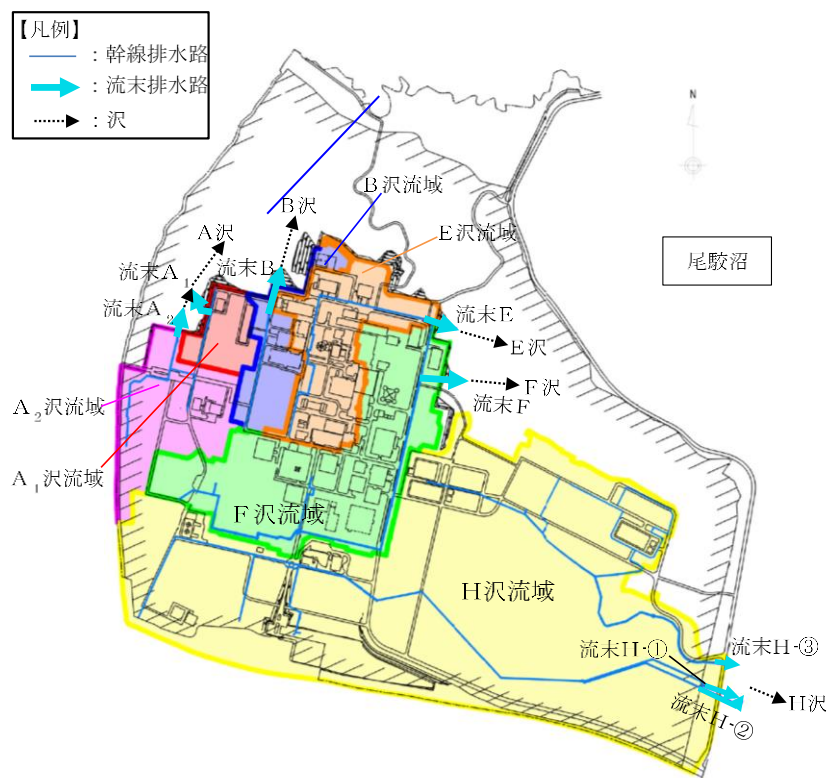 【凡例】
：幹線排水路
：流末排水路
：沢
N
尾駮沼
B沢流域
B沢
E沢流域
A沢
流末B
流末A₁
流末A₂
流末E
E沢
F沢
流末F
A₂沢流域
A₁沢流域
F沢流域
H沢流域
流末H-①
流末H-③
H沢
流末H-②